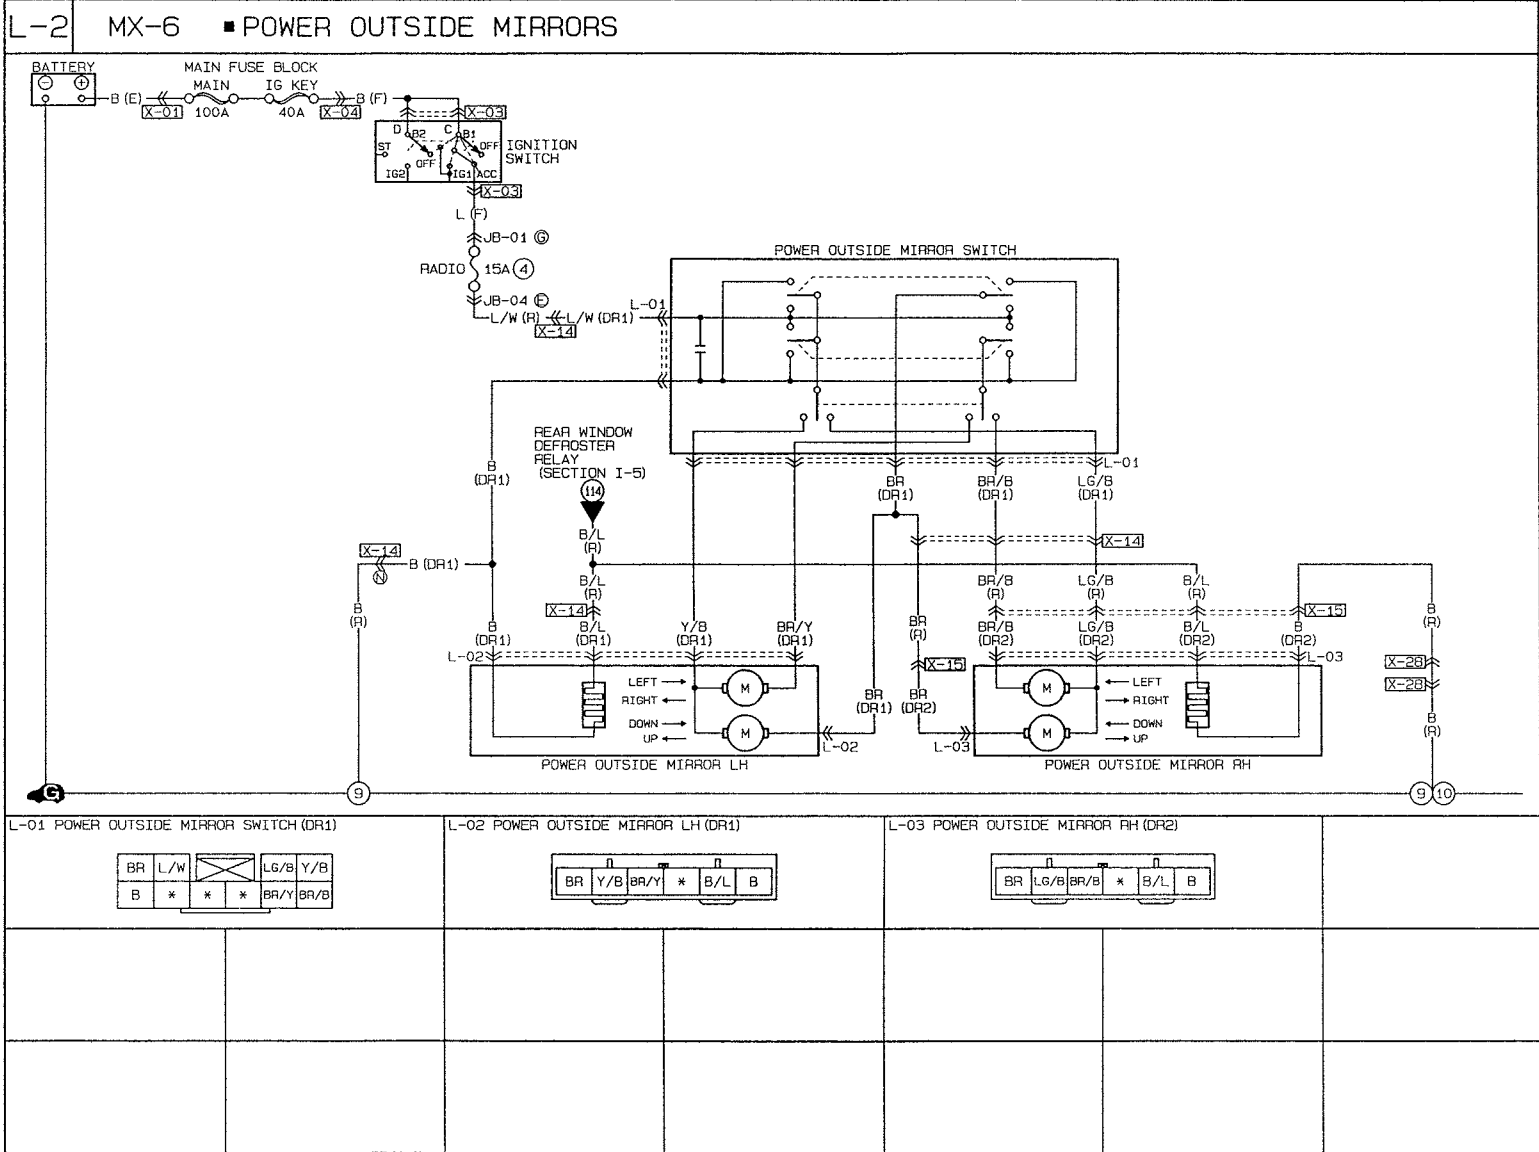 L-2 MX-6 ■POWER OUTSIDE MIRRORS
BATTERY
MAIN FUSE BLOCK
MAIN IG KEY
- +
B (E) B (F)
X-01 100A 40A X-04 X-03
D B2 C B1
ST OFF OFF
IG2 IG1 ACC
IGNITION
SWITCH
X-03
L (F)
JB-01 G
RADIO 15A 4
JB-04 E
L/W (R) L/W (DR1)
X-14
L-01
POWER OUTSIDE MIRROR SWITCH
REAR WINDOW
DEFROSTER
RELAY
(SECTION I-5)
114
L-01
B
(DR1)
BR
(DR1)
BR/B
(DR1)
LG/B
(DR1)
B/L
(R)
X-14
X-14
N
B (DR1)
B/L
(R)
BR/B
(R)
LG/B
(R)
B/L
(R)
B
(R)
X-14
X-15
B
(R)
B
(DR1)
B/L
(DR1)
Y/B
(DR1)
BR/Y
(DR1)
BR
(R)
BR/B
(DR2)
LG/B
(DR2)
B/L
(DR2)
B
(DR2)
L-02
L-03
X-15
X-28
X-28
LEFT
RIGHT
DOWN
UP
M
M
BR
(DR1)
BR
(DR2)
M
M
LEFT
RIGHT
DOWN
UP
B
(R)
L-02
L-03
POWER OUTSIDE MIRROR LH
POWER OUTSIDE MIRROR RH
G 9 9 10
L-01 POWER OUTSIDE MIRROR SWITCH (DR1)
BR L/W LG/B Y/B
B * * * BR/Y BR/B
L-02 POWER OUTSIDE MIRROR LH (DR1)
BR Y/B BR/Y * B/L B
L-03 POWER OUTSIDE MIRROR RH (DR2)
BR LG/B BR/B * B/L B